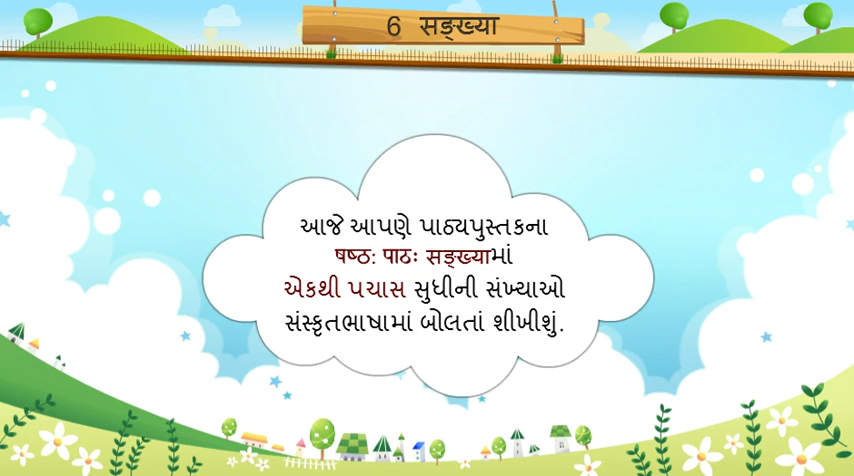 6 सङ्ख्या
આજે આપણે પાઠ્યપુસ્તકના
षष्ठ: पाठः सङ्ख्याમાં
એકથી પચાસ સુધીની સંખ્યાઓ
સંસ્કૃતભાષામાં બોલતાં શીખીશું.